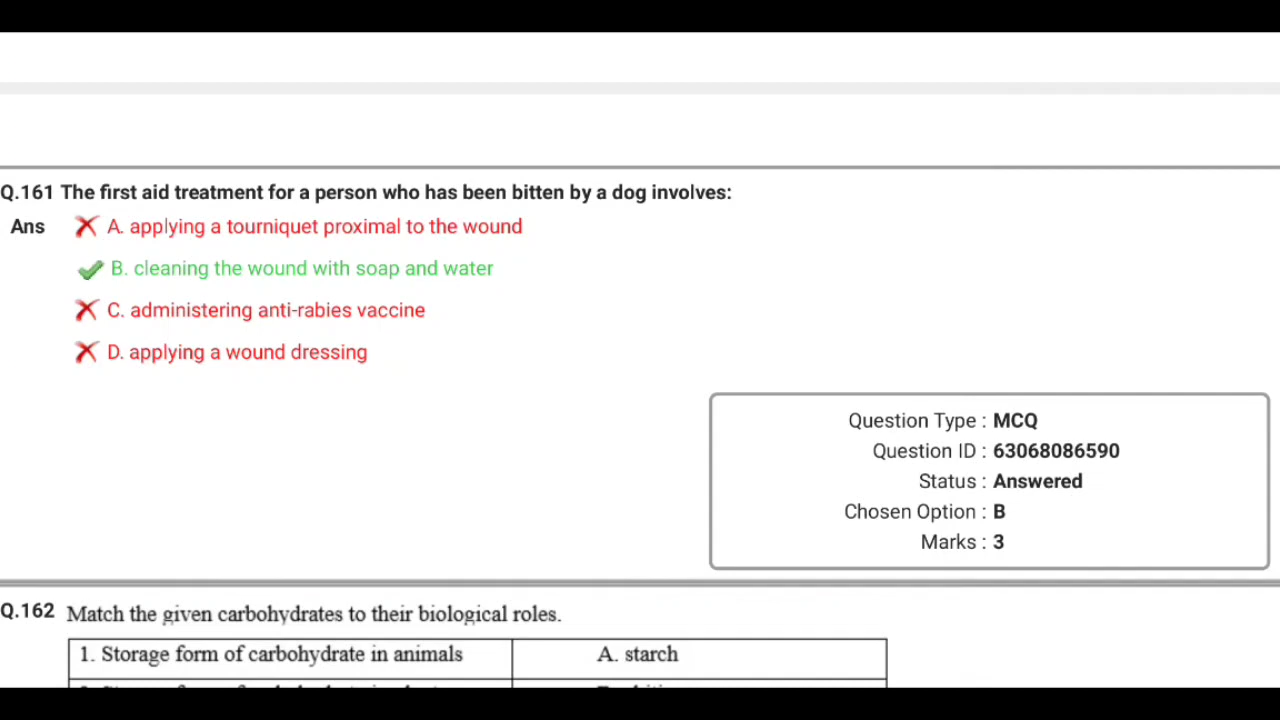 Q.161 The first aid treatment for a person who has been bitten by a dog involves:
Ans A. applying a tourniquet proximal to the wound
B. cleaning the wound with soap and water
C. administering anti-rabies vaccine
D. applying a wound dressing
Question Type : MCQ
Question ID : 63068086590
Status : Answered
Chosen Option : B
Marks : 3
Q.162 Match the given carbohydrates to their biological roles.
1. Storage form of carbohydrate in animals A. starch